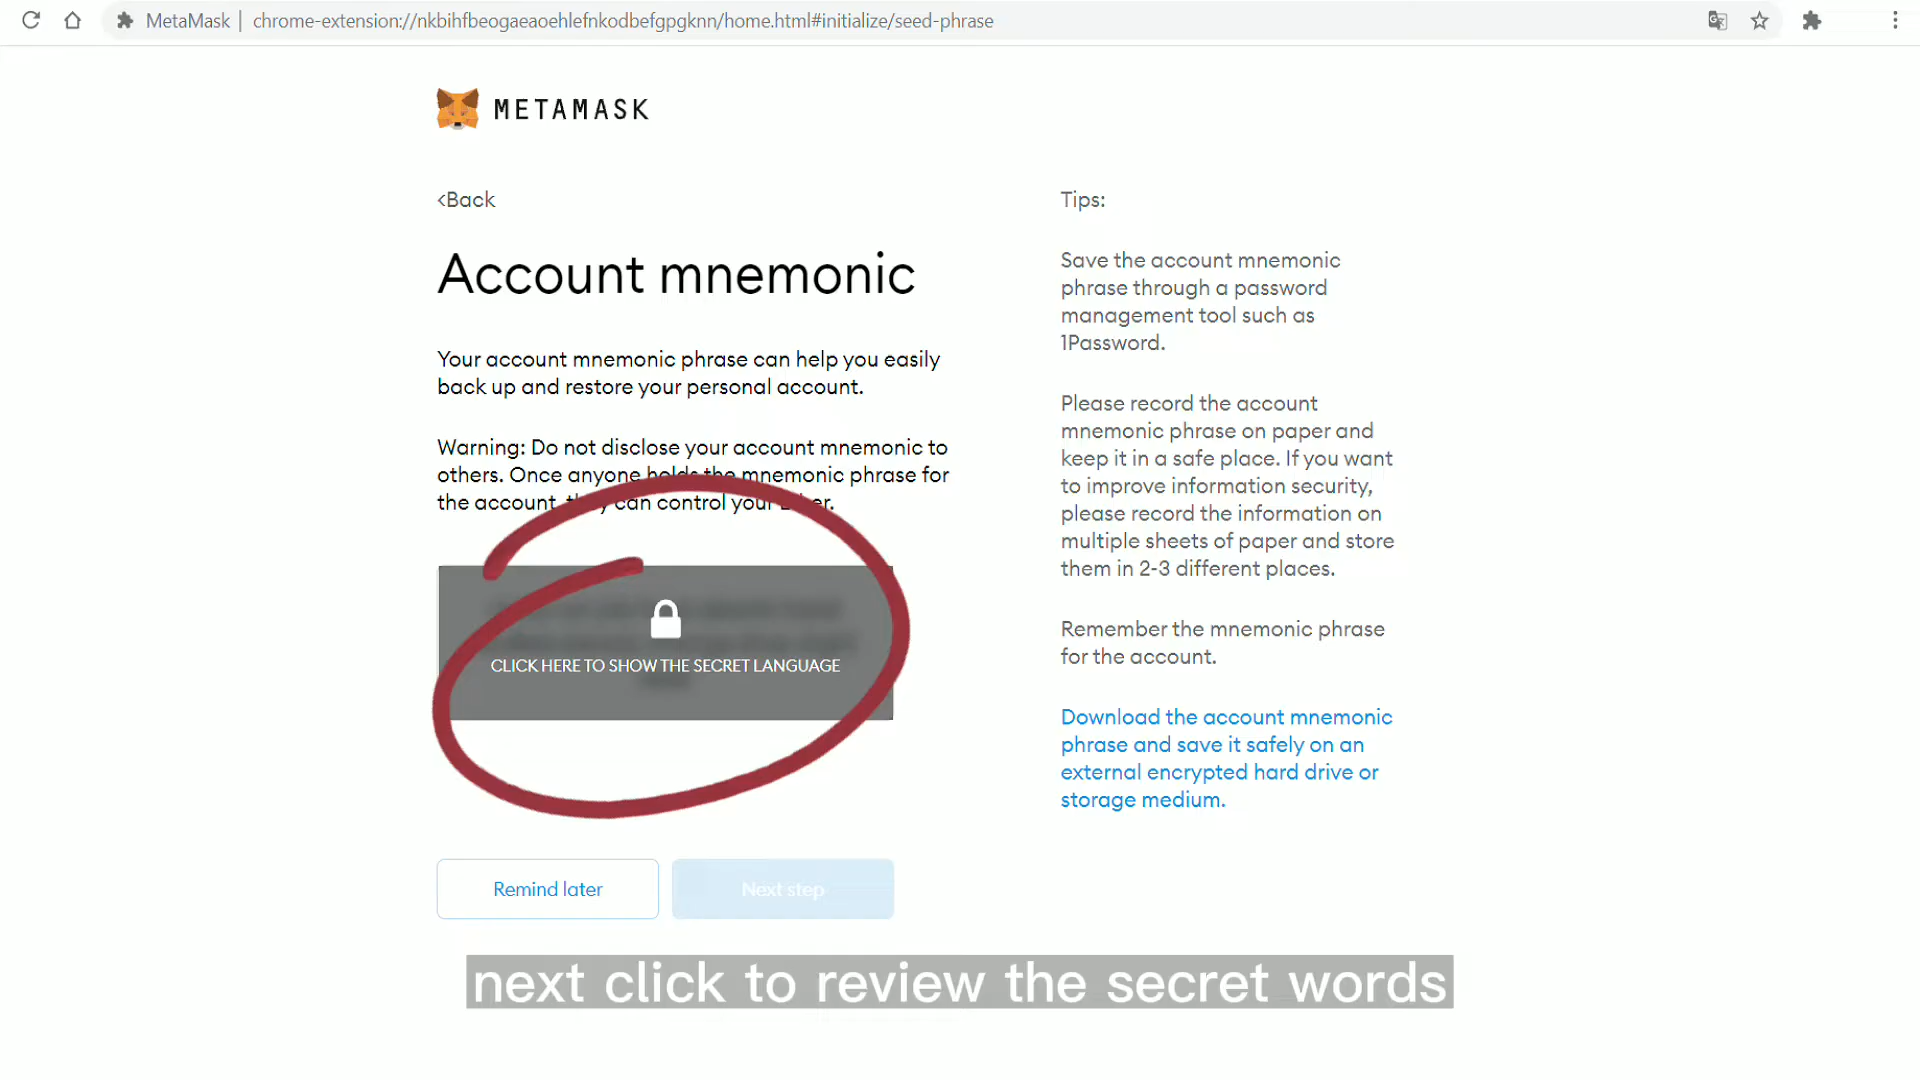 MetaMask | chrome-extension://nkbihfbeogaeaoehlefnkodbefgpgknn/home.html#initialize/seed-phrase
METAMASK
<Back
Account mnemonic
Your account mnemonic phrase can help you easily
back up and restore your personal account.
Warning: Do not disclose your account mnemonic to
others. Once anyone holds the mnemonic phrase for
the account, they can control your Ether.
CLICK HERE TO SHOW THE SECRET LANGUAGE
Remind later
Next step
Tips:
Save the account mnemonic
phrase through a password
management tool such as
1Password.
Please record the account
mnemonic phrase on paper and
keep it in a safe place. If you want
to improve information security,
please record the information on
multiple sheets of paper and store
them in 2-3 different places.
Remember the mnemonic phrase
for the account.
Download the account mnemonic
phrase and save it safely on an
external encrypted hard drive or
storage medium.
next click to review the secret words